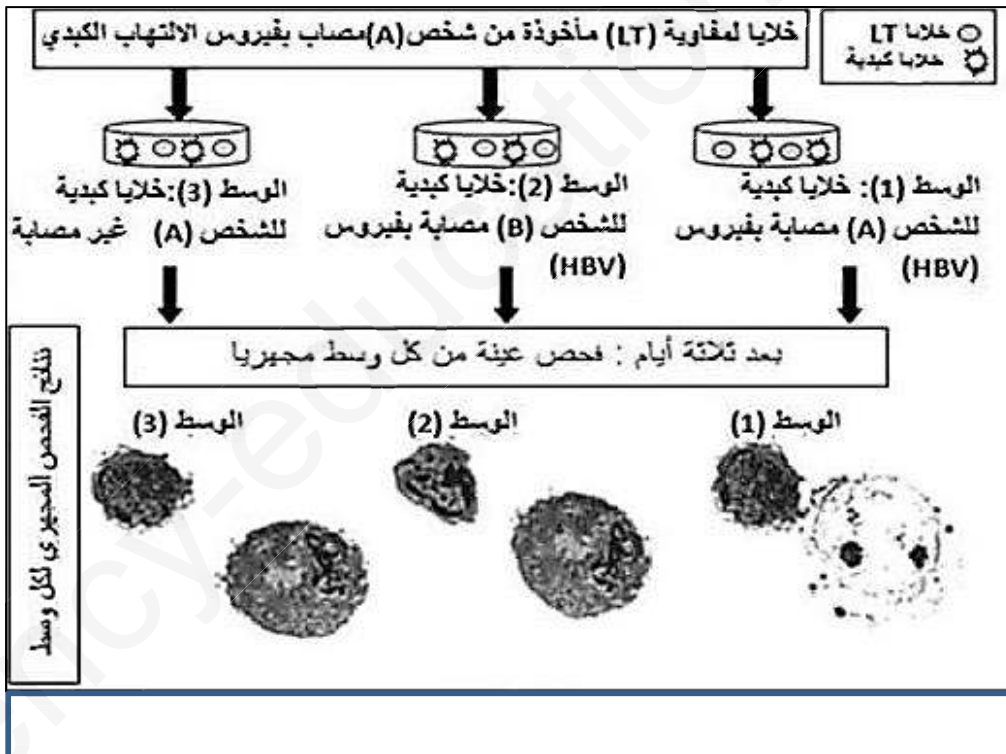 خلايا لمفاوية (LT) مأخوذة من شخص (A) مصاب بفيروس الالتهاب الكبدي
خلايا LT
خلايا كبدية
الوسط (1): خلايا كبدية
للشخص (A) مصابة بفيروس
(HBV)
الوسط (2): خلايا كبدية
للشخص (B) مصابة بفيروس
(HBV)
الوسط (3): خلايا كبدية
للشخص (A) غير مصابة
بعد ثلاثة أيام : فحص عينة من كل وسط مجهريا
نتائج الفحص المجهري لكل وسط
الوسط (1)
الوسط (2)
الوسط (3)